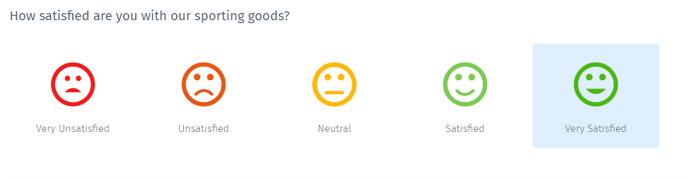 How satisfied are you with our sporting goods?
Very Unsatisfied
Unsatisfied
Neutral
Satisfied
Very Satisfied